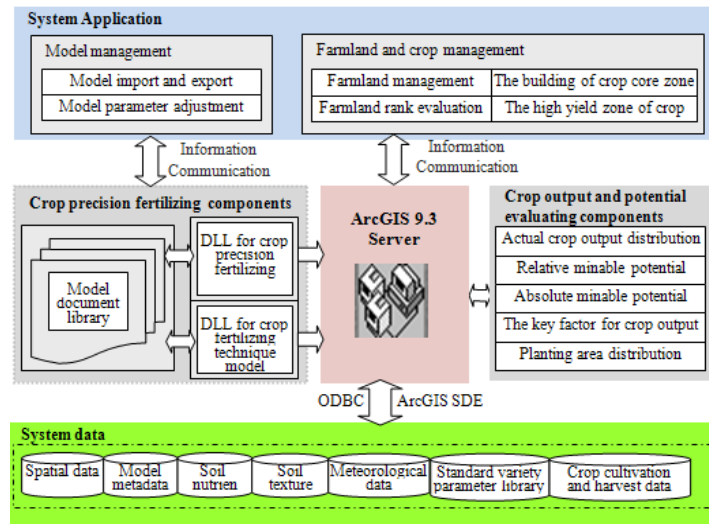 System Application
Model management
Model import and export
Model parameter adjustment
Farmland and crop management
Farmland management
The building of crop core zone
Farmland rank evaluation
The high yield zone of crop
Information
Communication
Information
Communication
Crop precision fertilizing components
Model
document
library
DLL for crop
precision
fertilizing
DLL for crop
fertilizing
technique
model
ArcGIS 9.3
Server
Crop output and potential
evaluating components
Actual crop output distribution
Relative minable potential
Absolute minable potential
The key factor for crop output
Planting area distribution
ODBC
ArcGIS SDE
System data
Spatial data
Model
metadata
Soil
nutrien
Soil
texture
Meteorological
data
Standard variety
parameter library
Crop cultivation
and harvest data